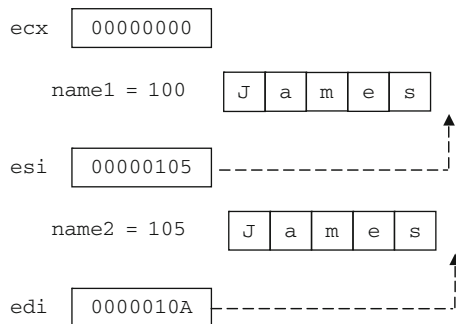 ecx 00000000
name1 = 100 J a m e s
esi 00000105
name2 = 105 J a m e s
edi 0000010A